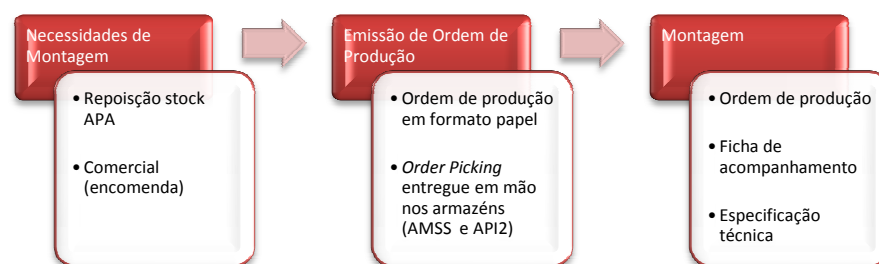 Necessidades de
Montagem
• Repoisção stock
APA
• Comercial
(encomenda)
Emissão de Ordem de
Produção
• Ordem de produção
em formato papel
• Order Picking
entregue em mão
nos armazéns
(AMSS e API2)
Montagem
• Ordem de produção
• Ficha de
acompanhamento
• Especificação
técnica